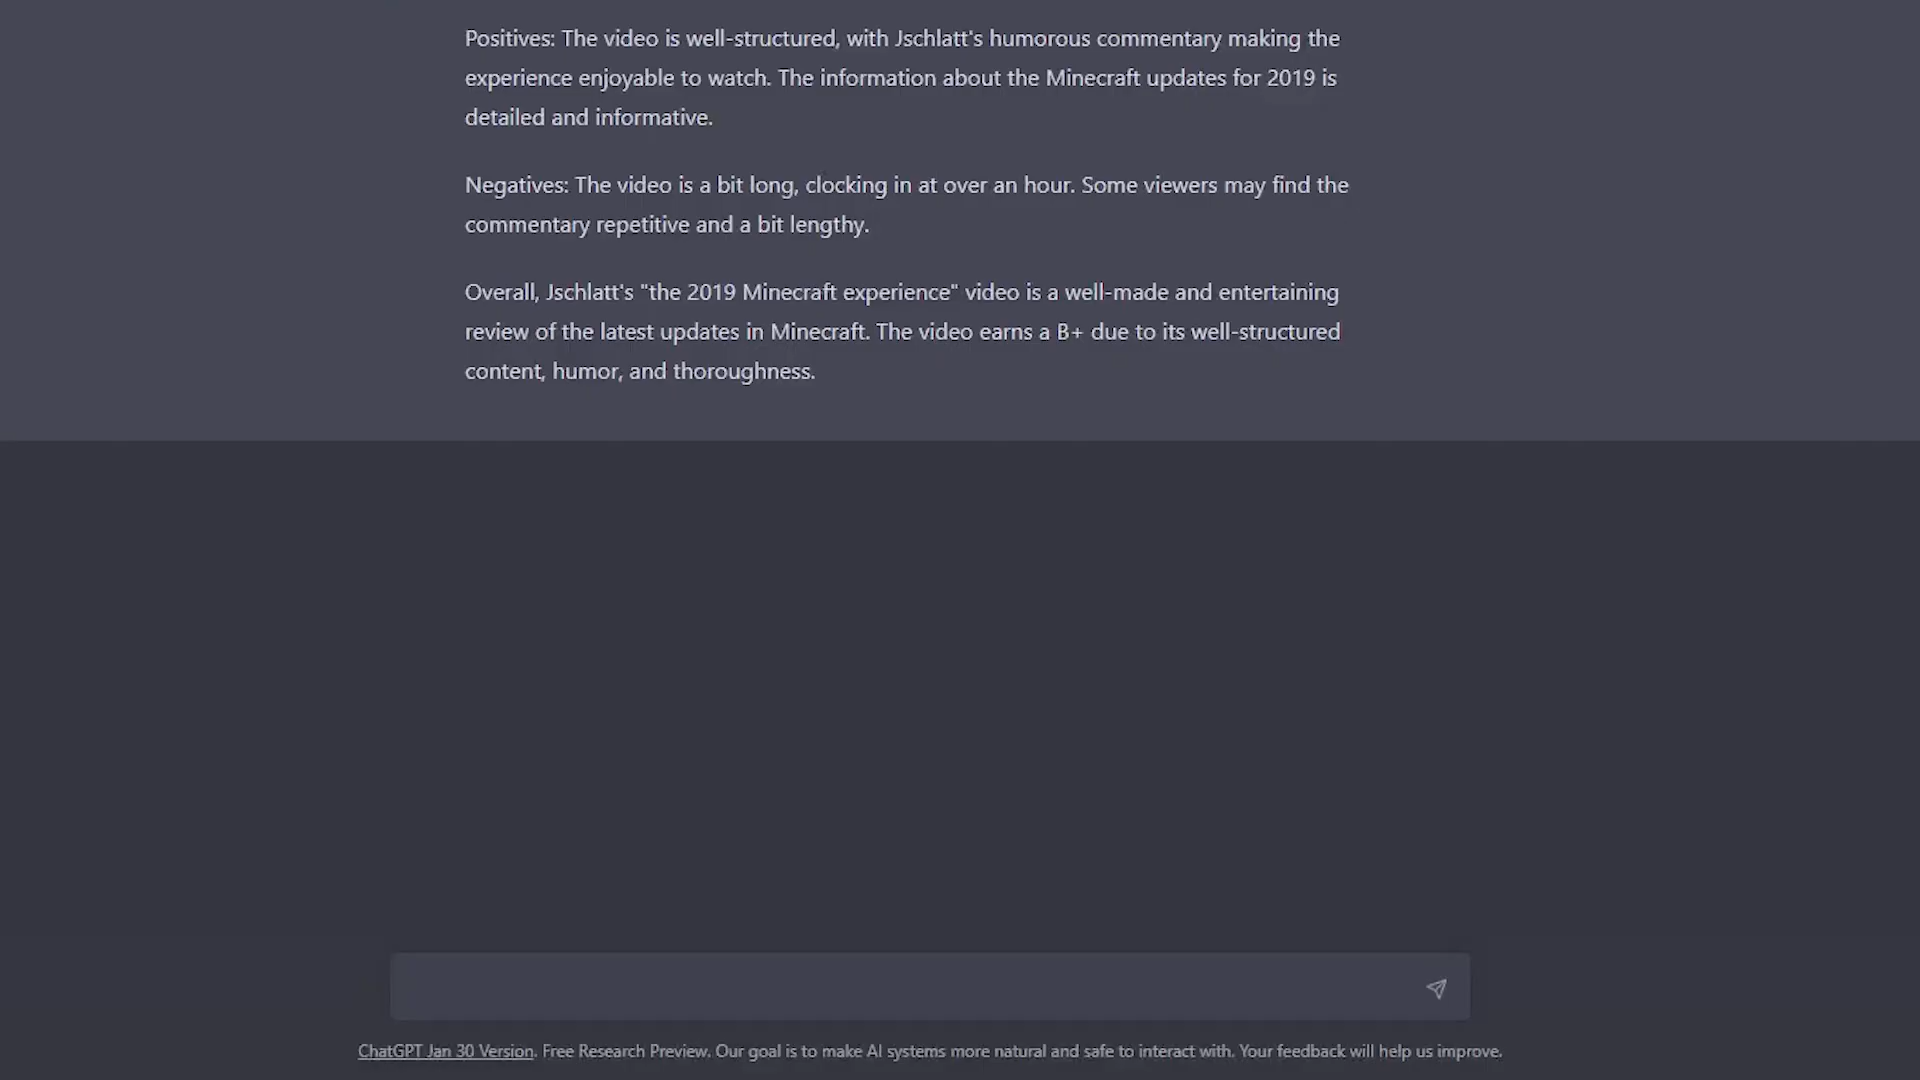 Positives: The video is well-structured, with Jschlatt's humorous commentary making the
experience enjoyable to watch. The information about the Minecraft updates for 2019 is
detailed and informative.
Negatives: The video is a bit long, clocking in at over an hour. Some viewers may find the
commentary repetitive and a bit lengthy.
Overall, Jschlatt's "the 2019 Minecraft experience" video is a well-made and entertaining
review of the latest updates in Minecraft. The video earns a B+ due to its well-structured
content, humor, and thoroughness.
ChatGPT Jan 30 Version. Free Research Preview. Our goal is to make AI systems more natural and safe to interact with. Your feedback will help us improve.